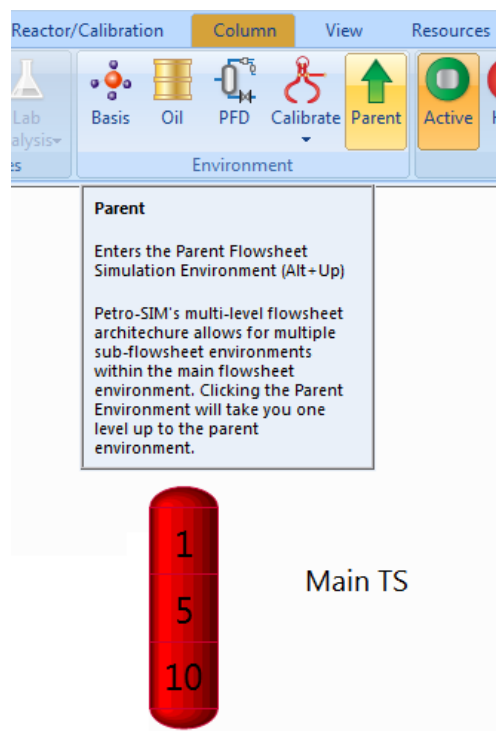 Reactor/Calibration Column View Resources
Lab Basis Oil PFD Calibrate Parent Active
alysis
Environment
Parent
Enters the Parent Flowsheet
Simulation Environment (Alt+Up)
Petro-SIM's multi-level flowsheet
architechure allows for multiple
sub-flowsheet environments
within the main flowsheet
environment. Clicking the Parent
Environment will take you one
level up to the parent
environment.
1
Main TS
5
10